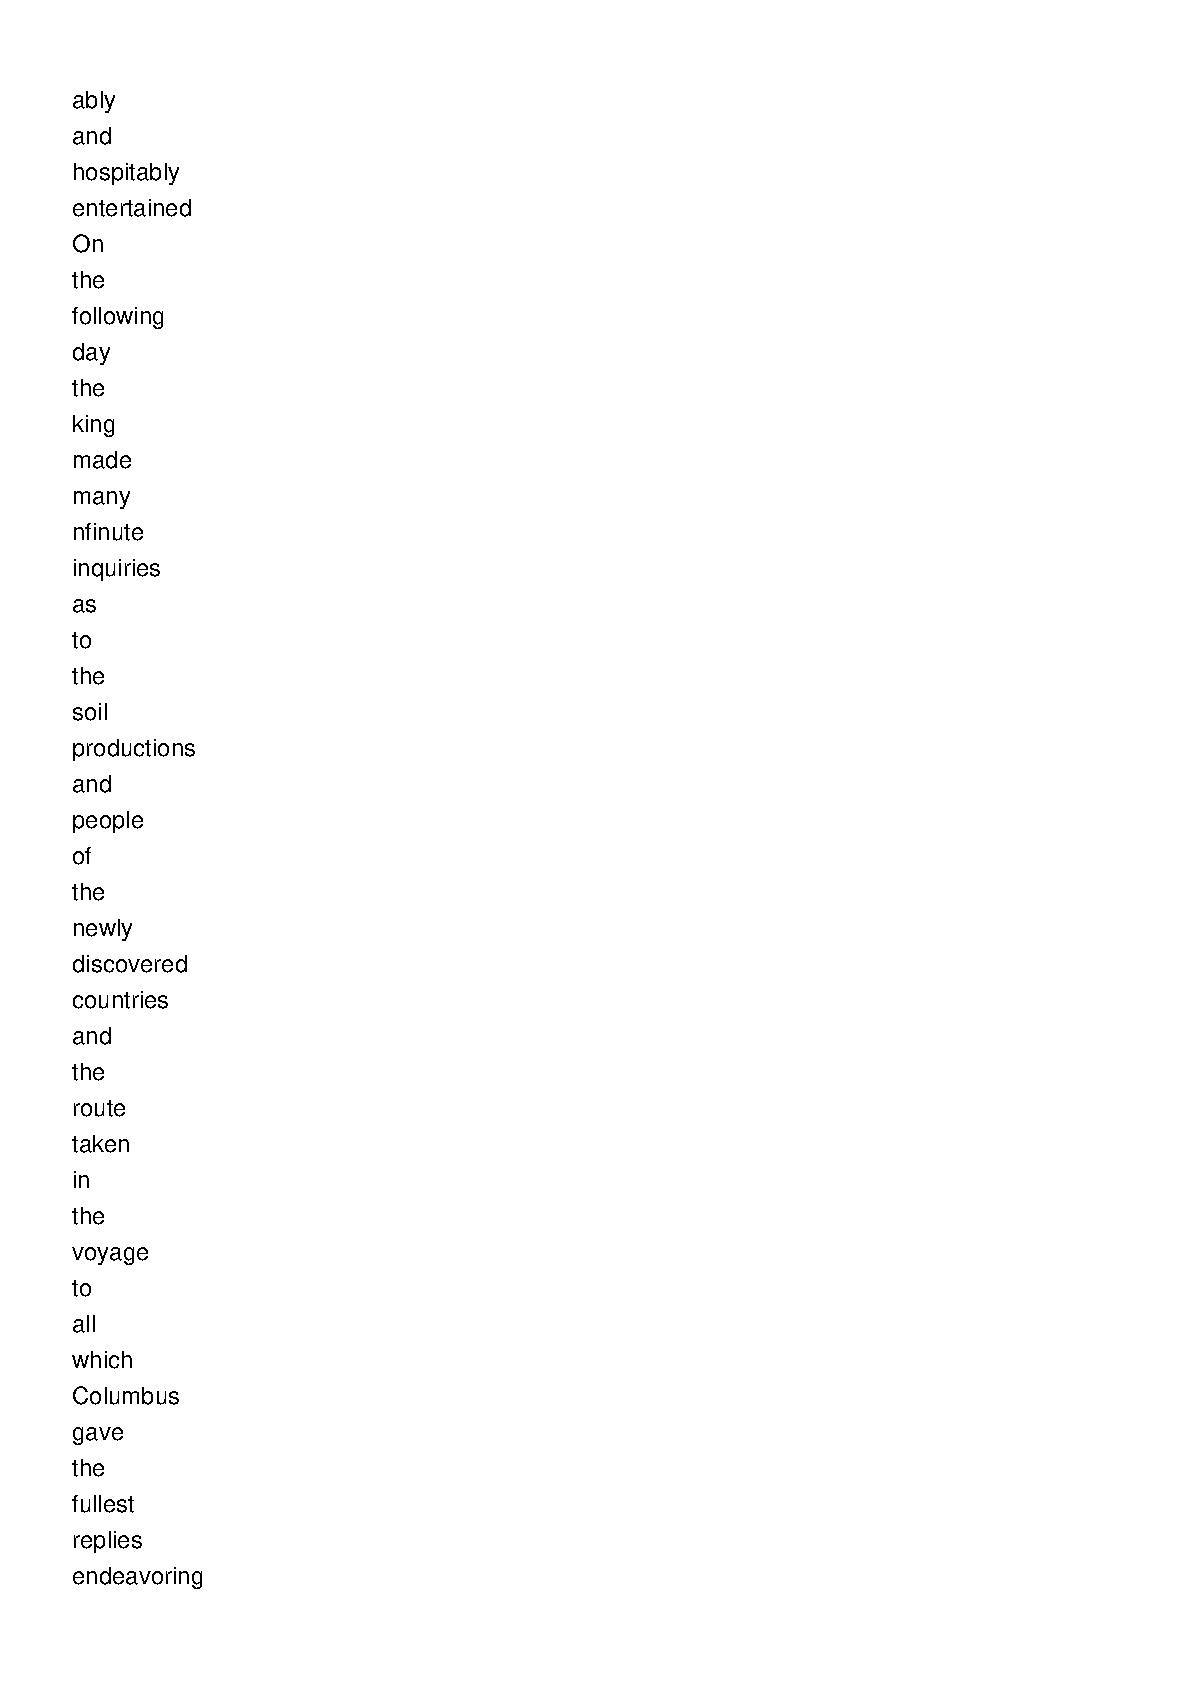 ably
and
hospitably
entertained
On
the
following
day
the
king
made
many
nfinute
inquiries
as
to
the
soil
productions
and
people
of
the
newly
discovered
countries
and
the
route
taken
in
the
voyage
to
all
which
Columbus
gave
the
fullest
replies
endeavoring